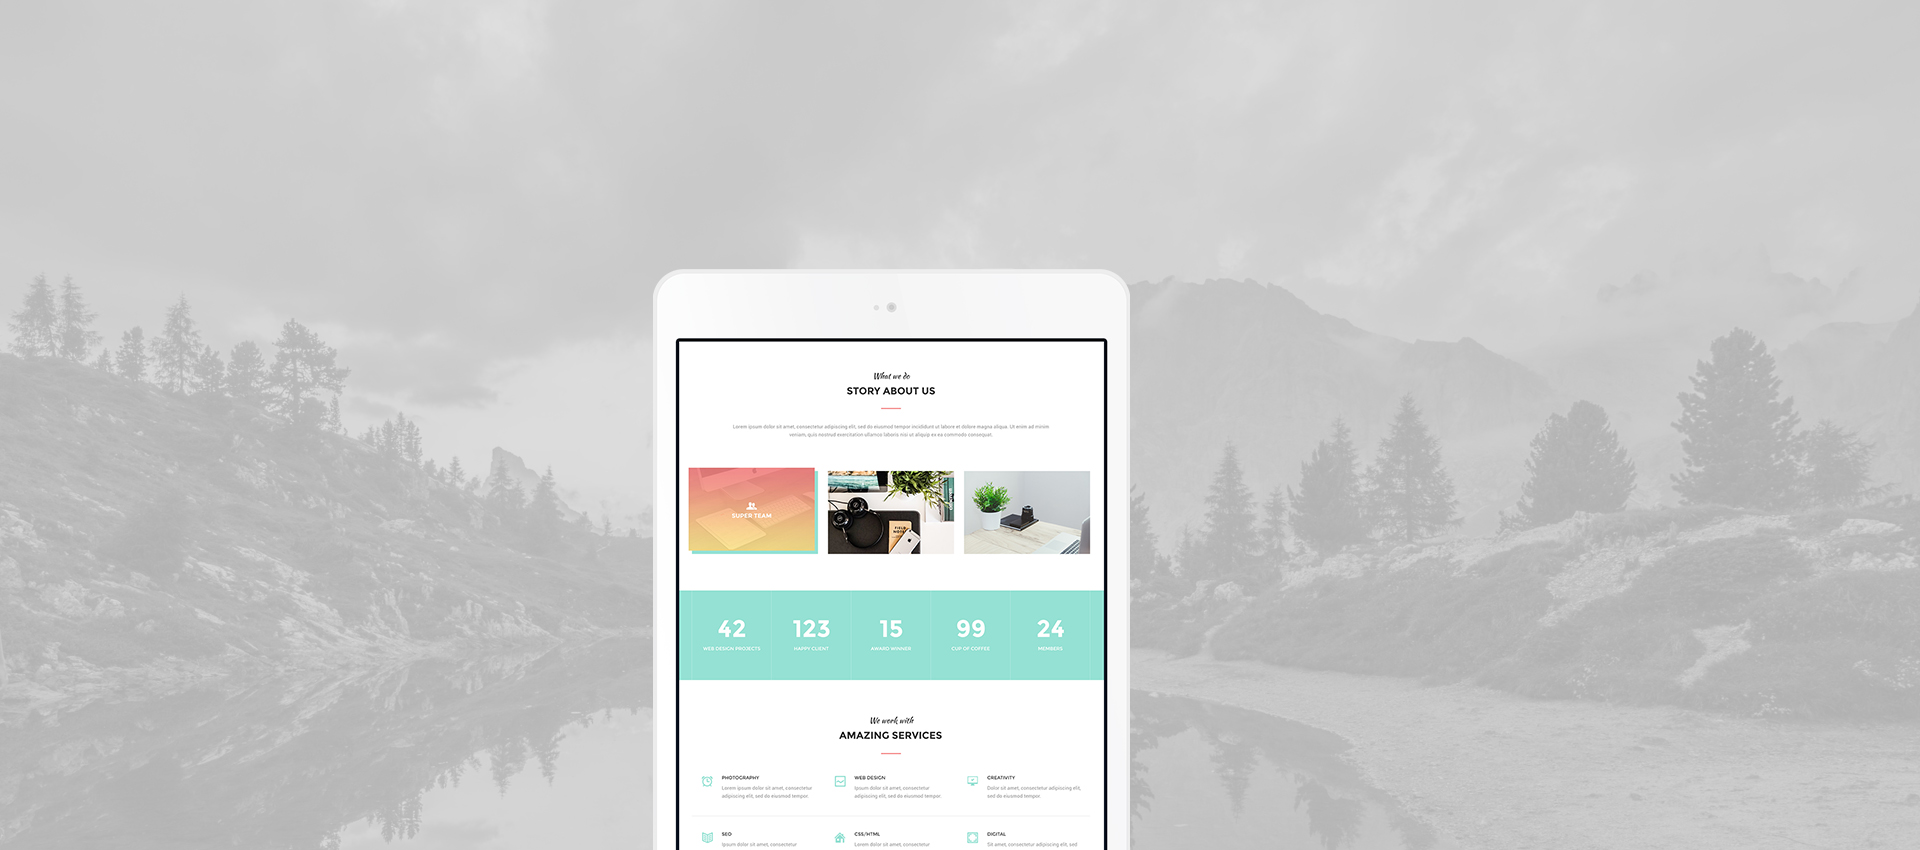 What we do
STORY ABOUT US
Lorem ipsum dolor sit amet, consectetur adipiscing elit, sed do eiusmod tempor incididunt ut labore et dolore magna aliqua. Ut enim ad minim
veniam, quis nostrud exercitation ullamco laboris nisi ut aliquip ex ea commodo consequat.
SUPER TEAM
FIELD NOTES
42 123 15 99 24
WEB DESIGN PROJECTS HAPPY CLIENT AWARD WINNER CUP OF COFFEE MEMBERS
We work with
AMAZING SERVICES
PHOTOGRAPHY WEB DESIGN CREATIVITY
Lorem ipsum dolor sit amet, consectetur Ipsum dolor sit amet, consectetur Dolor sit amet, consectetur adipiscing elit,
adipiscing elit, sed do eiusmod tempor. adipiscing elit, sed do eiusmod tempor. sed do eiusmod tempor.
SEO CSS/HTML DIGITAL
Ipsum dolor sit amet, consectetur Lorem dolor sit amet, consectetur Sit amet, consectetur adipiscing elit, sed